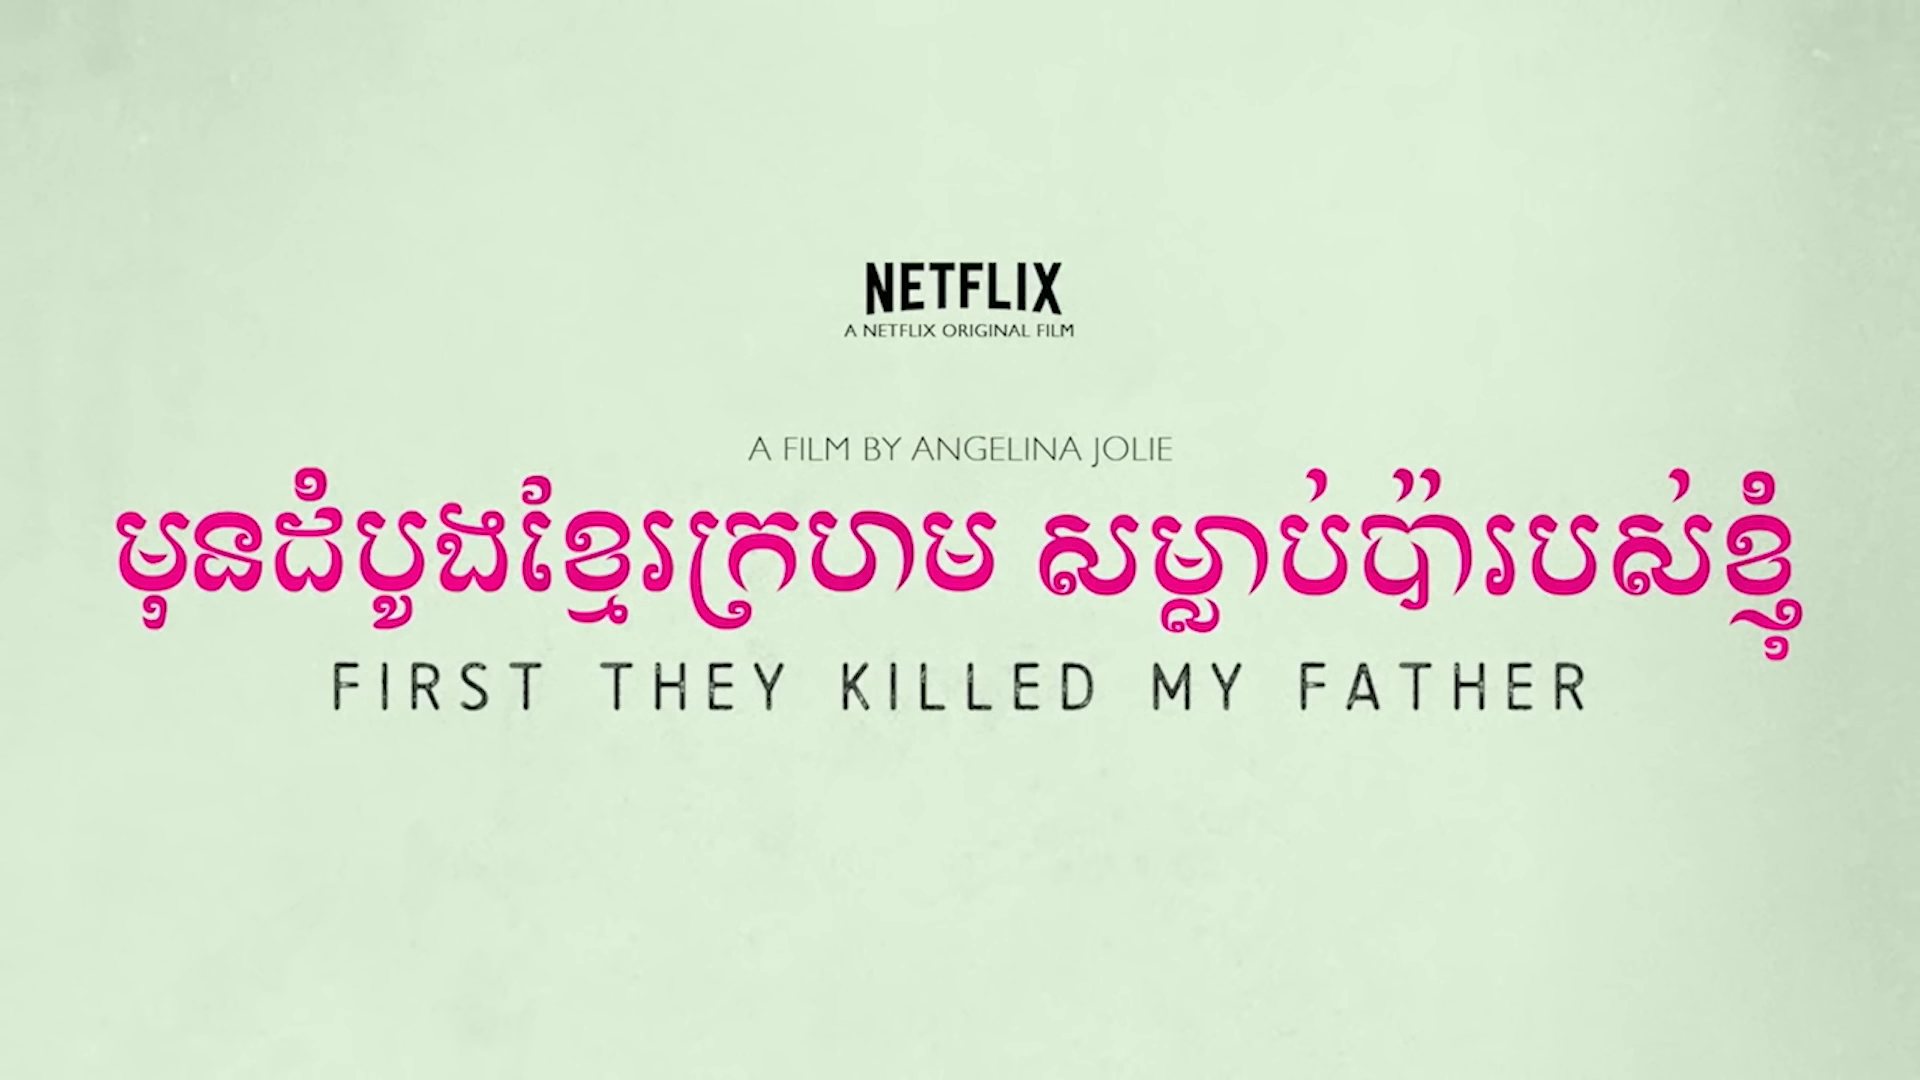 NETFLIX
A NETFLIX ORIGINAL FILM
A FILM BY ANGELINA JOLIE
មុនដំបូងខ្មែរក្រហម សម្លាប់ប៉ារបស់ខ្ញុំ
FIRST THEY KILLED MY FATHER